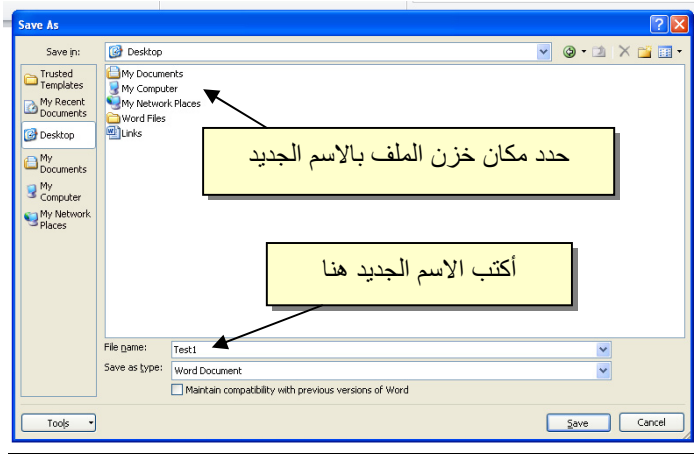 Save As
Save in:
Desktop
Trusted
Templates
My Recent
Documents
Desktop
My
Documents
My
Computer
My Network
Places
My Documents
My Computer
My Network Places
Word Files
Links
حدد مكان خزن الملف بالاسم الجديد
أكتب الاسم الجديد هنا
File name:
Test1
Save as type:
Word Document
Maintain compatibility with previous versions of Word
Tools
Save
Cancel